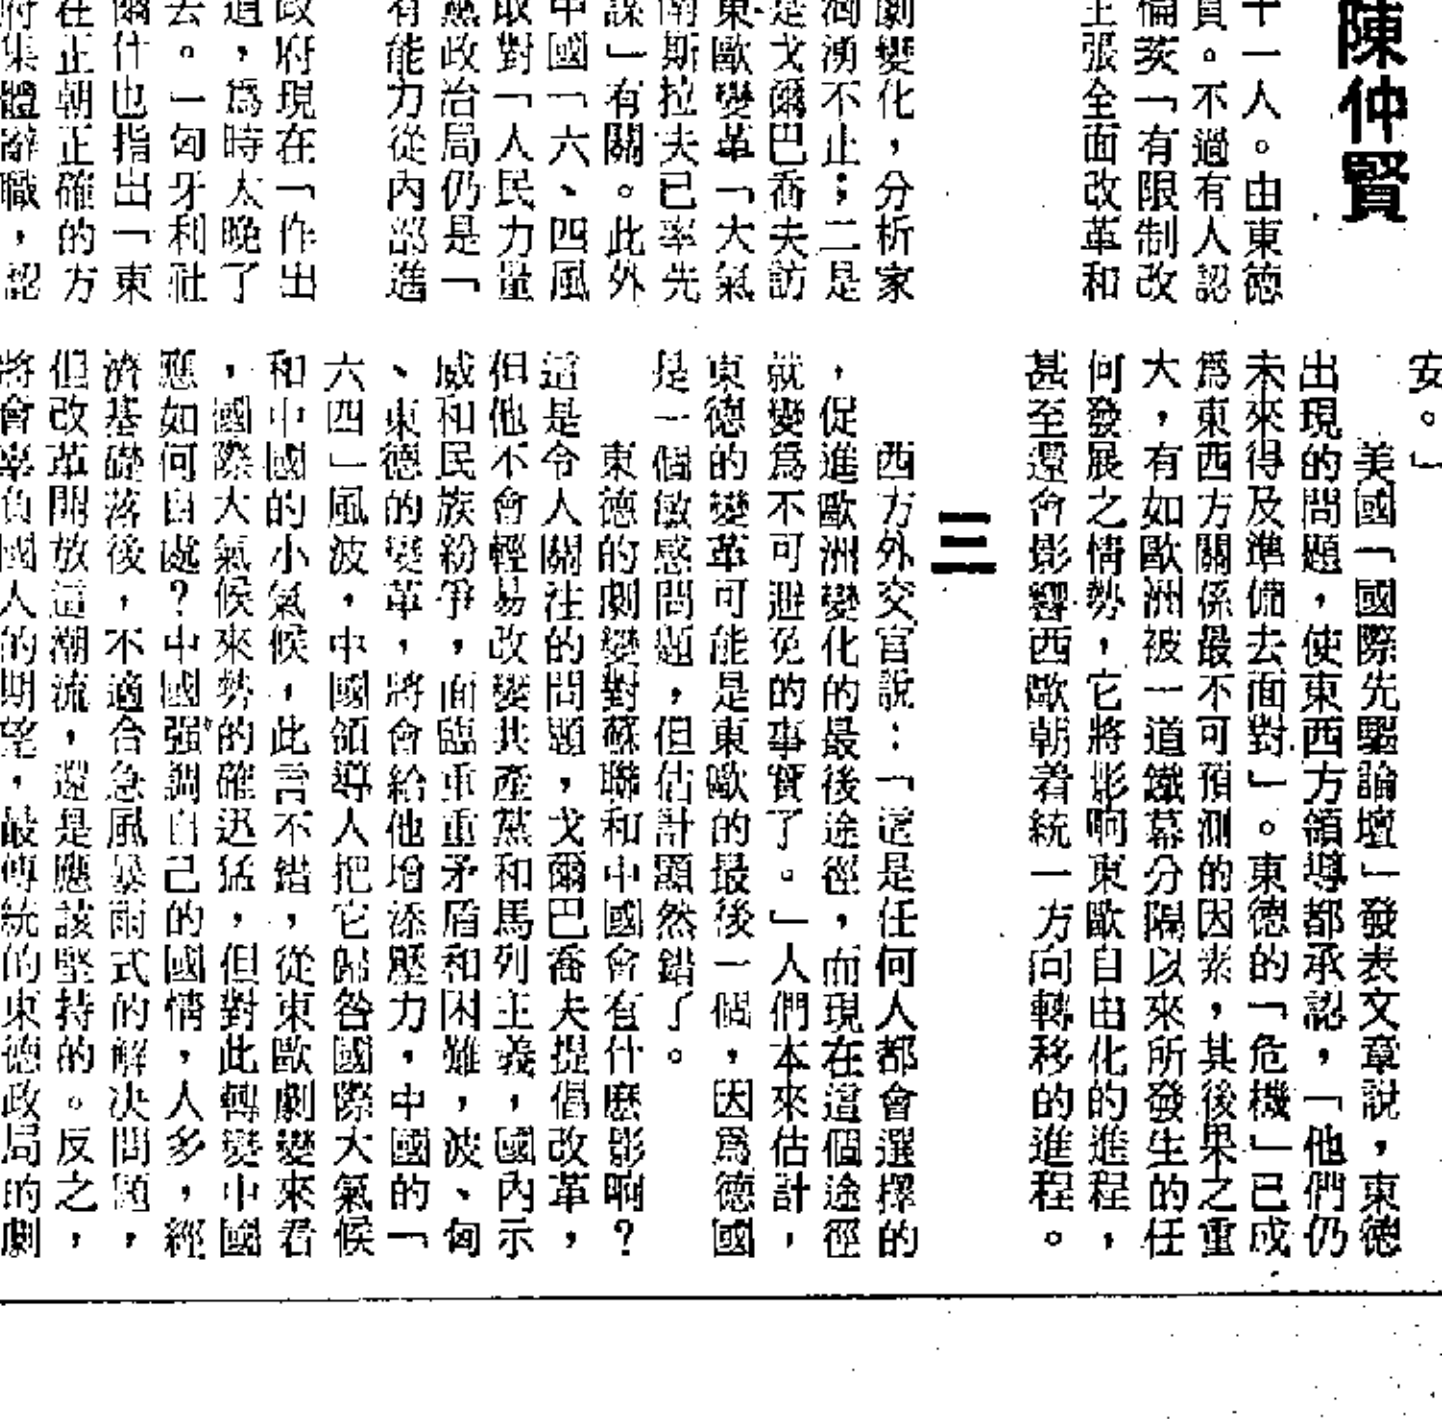 陳仲賢
十一人。由東德
員。不過有人認
倫亥「有限制改
主張全面改革和
劇變化，分析家
洶湧不止；二是
是戈爾巴喬夫訪
東歐變革「大氣
南斯拉夫已率先
謀」有關。此外
中國「六、四風
取對「人民力量
黨政治局仍是「
有能力從內部進
政府現在「作出
道，爲時太晚了
去。」匈牙利社
爾什也指出「東
在正朝正確的方
府集體辭職，認
安。」
美國「國際先驅論壇」發表文章說，東德
出現的問題，使東西方領導都承認，「他們仍
未來得及準備去面對」。東德的「危機」已成
爲東西方關係最不可預測的因素，其後果之重
大，有如歐洲被一道鐵幕分隔以來所發生的任
何發展之情勢，它將影响東歐自由化的進程，
甚至還會影響西歐朝着統一方向轉移的進程。
三
西方外交官說：「這是任何人都會選擇的
，促進歐洲變化的最後途徑，而現在這個途徑
就變爲不可避免的事實了。」人們本來估計，
東德的變革可能是東歐的最後一個，因爲德國
是一個敏感問題，但估計顯然錯了。
東德的劇變對蘇聯和中國會有什麽影响？
這是令人關注的問題，戈爾巴喬夫提倡改革，
但他不會輕易改變共產黨和馬列主義，國內示
威和民族紛爭，面臨重重矛盾和困難，波、匈
、東德的變革，將會給他增添壓力，中國的「
六四」風波，中國領導人把它歸咎國際大氣候
和中國的小氣候，此言不錯，從東歐劇變來看
，國際大氣候來勢的確迅猛，但對此轉變中國
應如何自處？中國强調自己的國情，人多，經
濟基礎落後，不適合急風暴雨式的解决問題，
但改革開放這潮流，還是應該堅持的。反之，
將會辜負國人的期望，最傳統的東德政局的劇